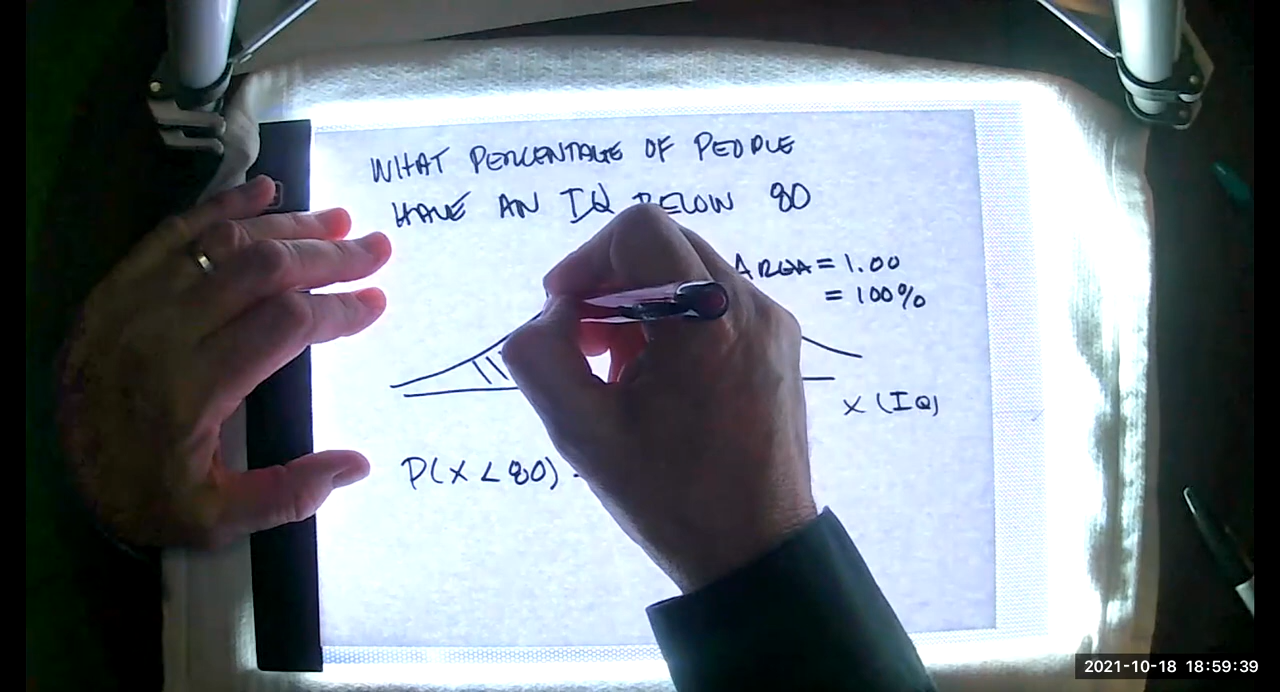 WHAT PERCENTAGE OF PEOPLE
HAVE AN IQ BELOW 80
AREA = 1.00
= 100%
X (IQ)
P(X < 80)
2021-10-18 18:59:39